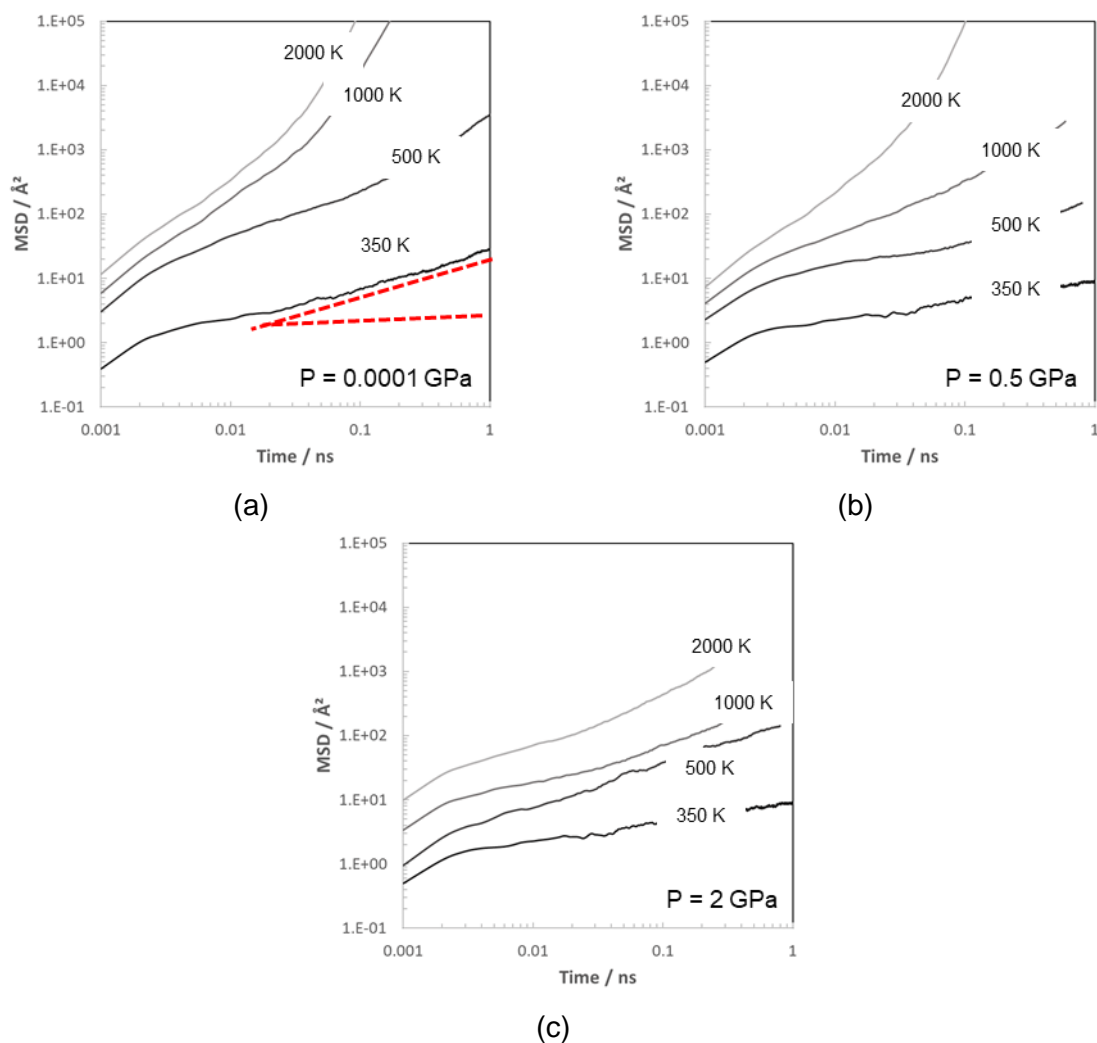 1.E+05
1.E+04
1.E+03
1.E+02
1.E+01
1.E+00
1.E-01
MSD / Å²
2000 K
1000 K
500 K
350 K
P = 0.0001 GPa
0.001 0.01 0.1 1
Time / ns
(a)
1.E+05
1.E+04
1.E+03
1.E+02
1.E+01
1.E+00
1.E-01
MSD / Å²
2000 K
1000 K
500 K
350 K
P = 0.5 GPa
0.001 0.01 0.1 1
Time / ns
(b)
1.E+05
1.E+04
1.E+03
1.E+02
1.E+01
1.E+00
1.E-01
MSD / Å²
2000 K
1000 K
500 K
350 K
P = 2 GPa
0.001 0.01 0.1 1
Time / ns
(c)